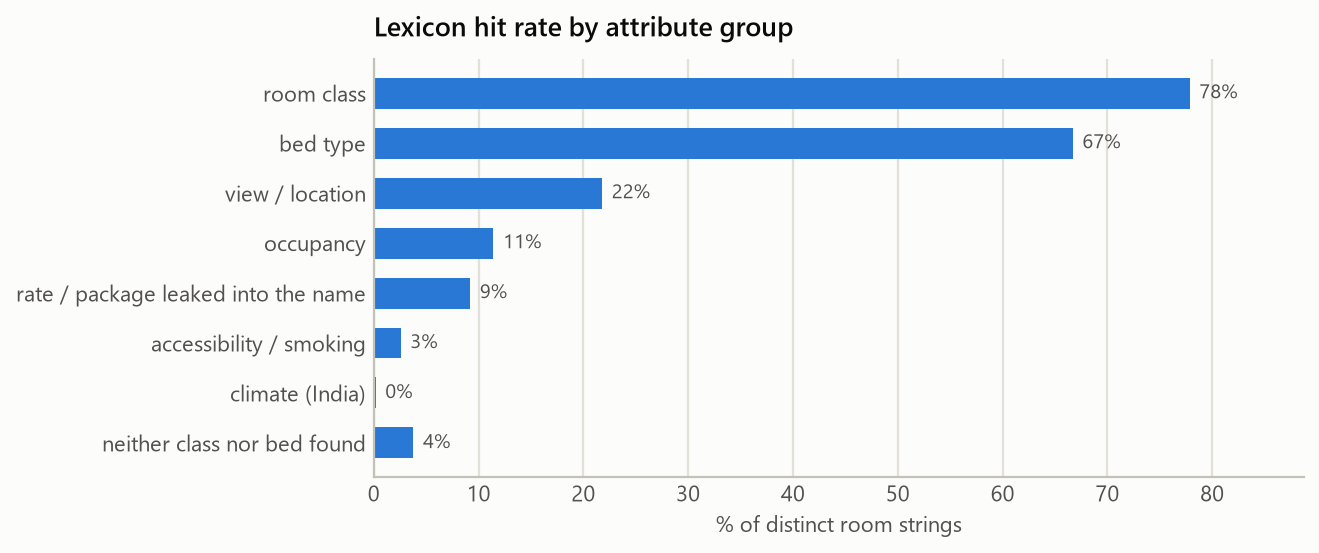 Lexicon hit rate by attribute group
room class
78%
bed type
67%
view / location
22%
occupancy
11%
rate / package leaked into the name
9%
accessibility / smoking
3%
climate (India)
0%
neither class nor bed found
4%
0 10 20 30 40 50 60 70 80
% of distinct room strings